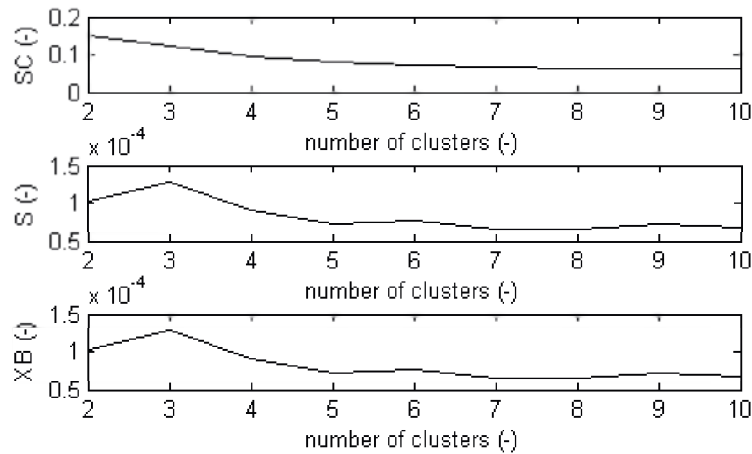 0.2
0.1
0
SC (-)
2 3 4 5 6 7 8 9 10
number of clusters (-)
x 10^-4
1.5
1
0.5
S (-)
2 3 4 5 6 7 8 9 10
number of clusters (-)
x 10^-4
1.5
1
0.5
XB (-)
2 3 4 5 6 7 8 9 10
number of clusters (-)